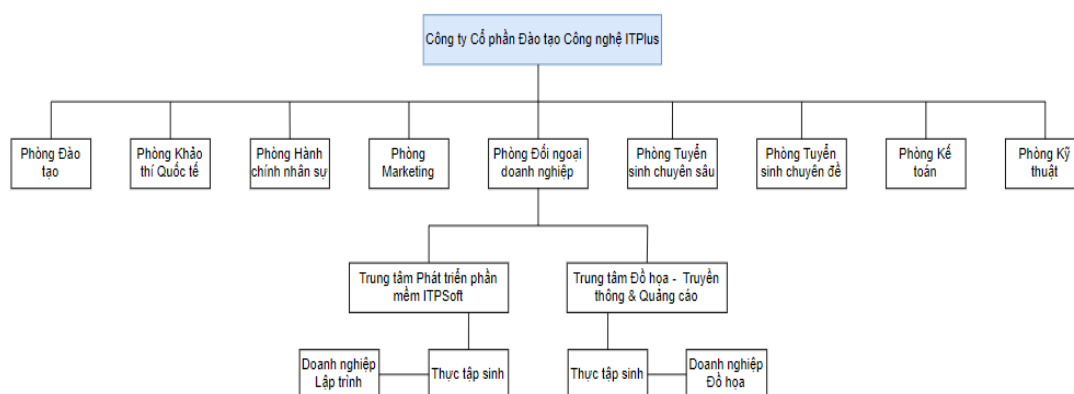 Công ty Cổ phần Đào tạo Công nghệ ITPlus
Phòng Đào
tạo
Phòng Khảo
thí Quốc tế
Phòng Hành
chính nhân sự
Phòng
Marketing
Phòng Đối ngoại
doanh nghiệp
Phòng Tuyển
sinh chuyên sâu
Phòng Tuyển
sinh chuyên đề
Phòng Kế
toán
Phòng Kỹ
thuật
Trung tâm Phát triển phần
mềm ITPSoft
Trung tâm Đồ họa - Truyền
thông & Quảng cáo
Doanh nghiệp
Lập trình
Thực tập sinh
Thực tập sinh
Doanh nghiệp
Đồ họa